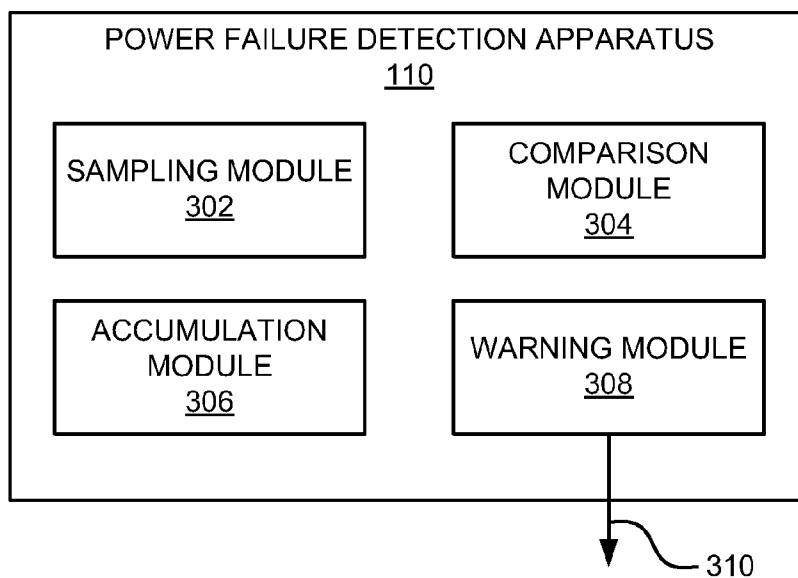 POWER FAILURE DETECTION APPARATUS
110
SAMPLING MODULE
302
COMPARISON
MODULE
304
ACCUMULATION
MODULE
306
WARNING MODULE
308
310